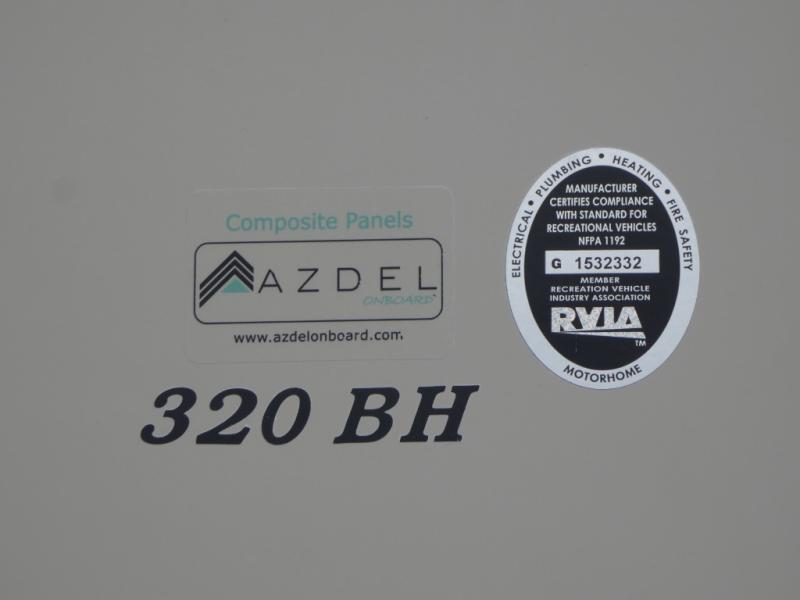 Composite Panels
AZDEL
ONBOARD™
www.azdelonboard.com
320 BH
ELECTRICAL • PLUMBING • HEATING • FIRE SAFETY
MANUFACTURER
CERTIFIES COMPLIANCE
WITH STANDARD FOR
RECREATIONAL VEHICLES
NFPA 1192
G 1532332
MEMBER
RECREATION VEHICLE
INDUSTRY ASSOCIATION
RVIA
TM
MOTORHOME